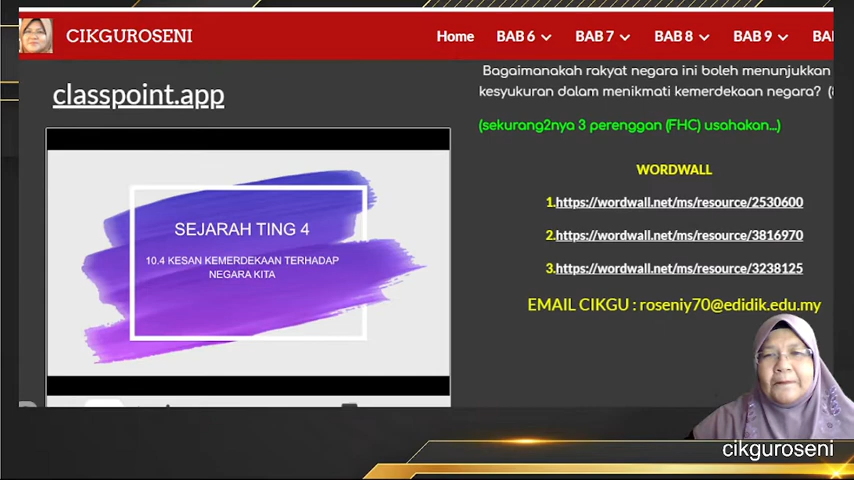 CIKGUROSENI
Home BAB 6 BAB 7 BAB 8 BAB 9
classpoint.app
SEJARAH TING 4
10.4 KESAN KEMERDEKAAN TERHADAP
NEGARA KITA
Bagaimanakah rakyat negara ini boleh menunjukkan
kesyukuran dalam menikmati kemerdekaan negara?
(sekurang2nya 3 perenggan (FHC) usahakan...)
WORDWALL
1.https://wordwall.net/ms/resource/2530600
2.https://wordwall.net/ms/resource/3816970
3.https://wordwall.net/ms/resource/3238125
EMAIL CIKGU : roseniy70@edidik.edu.my
cikguroseni